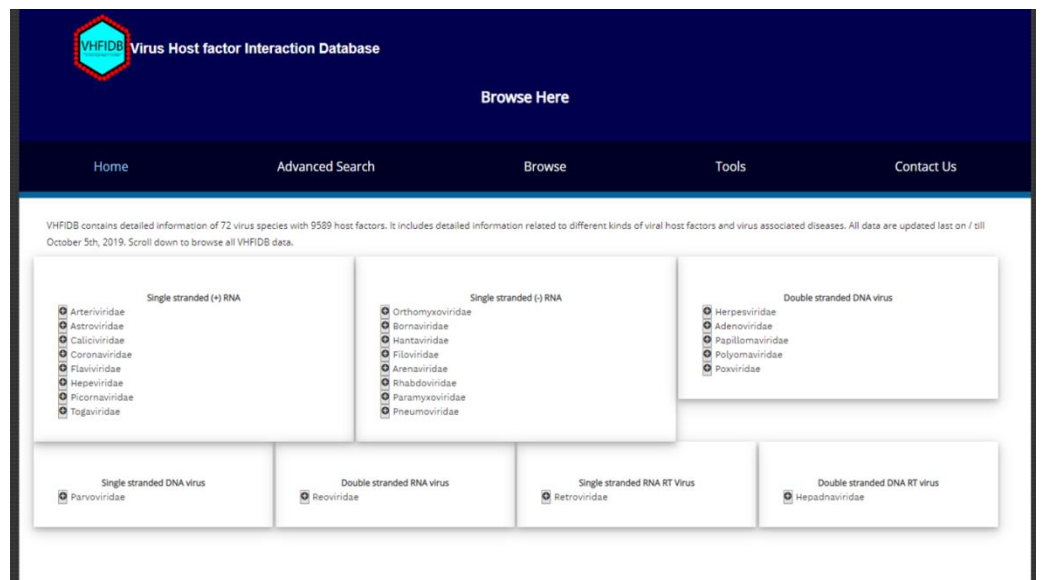 VHFIDB
Virus Host factor Interaction Database
Browse Here
Home
Advanced Search
Browse
Tools
Contact Us
VHFIDB contains detailed information of 72 virus species with 9589 host factors. It includes detailed information related to different kinds of viral host factors and virus associated diseases. All data are updated last on / till
October 5th, 2019. Scroll down to browse all VHFIDB data.
Single stranded (+) RNA
Arteriviridae
Astroviridae
Caliciviridae
Coronaviridae
Flaviviridae
Hepeviridae
Picornaviridae
Togaviridae
Single stranded (-) RNA
Orthomyxoviridae
Bornaviridae
Hantaviridae
Filoviridae
Arenaviridae
Rhabdoviridae
Paramyxoviridae
Pneumoviridae
Double stranded DNA virus
Herpesviridae
Adenoviridae
Papillomaviridae
Polyomaviridae
Poxviridae
Single stranded DNA virus
Parvoviridae
Double stranded RNA virus
Reoviridae
Single stranded RNA RT Virus
Retroviridae
Double stranded DNA RT virus
Hepadnaviridae